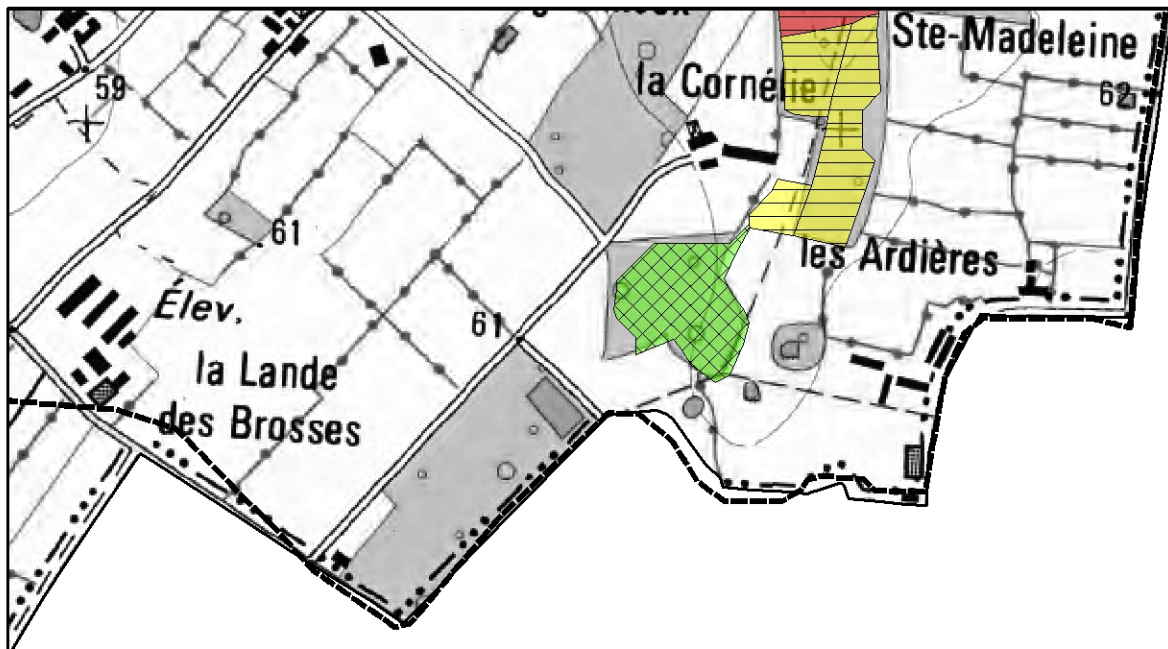 Ste-Madeleine
la Cornélie
59
62
61
les Ardières
Élev.
61
la Lande
des Brosses